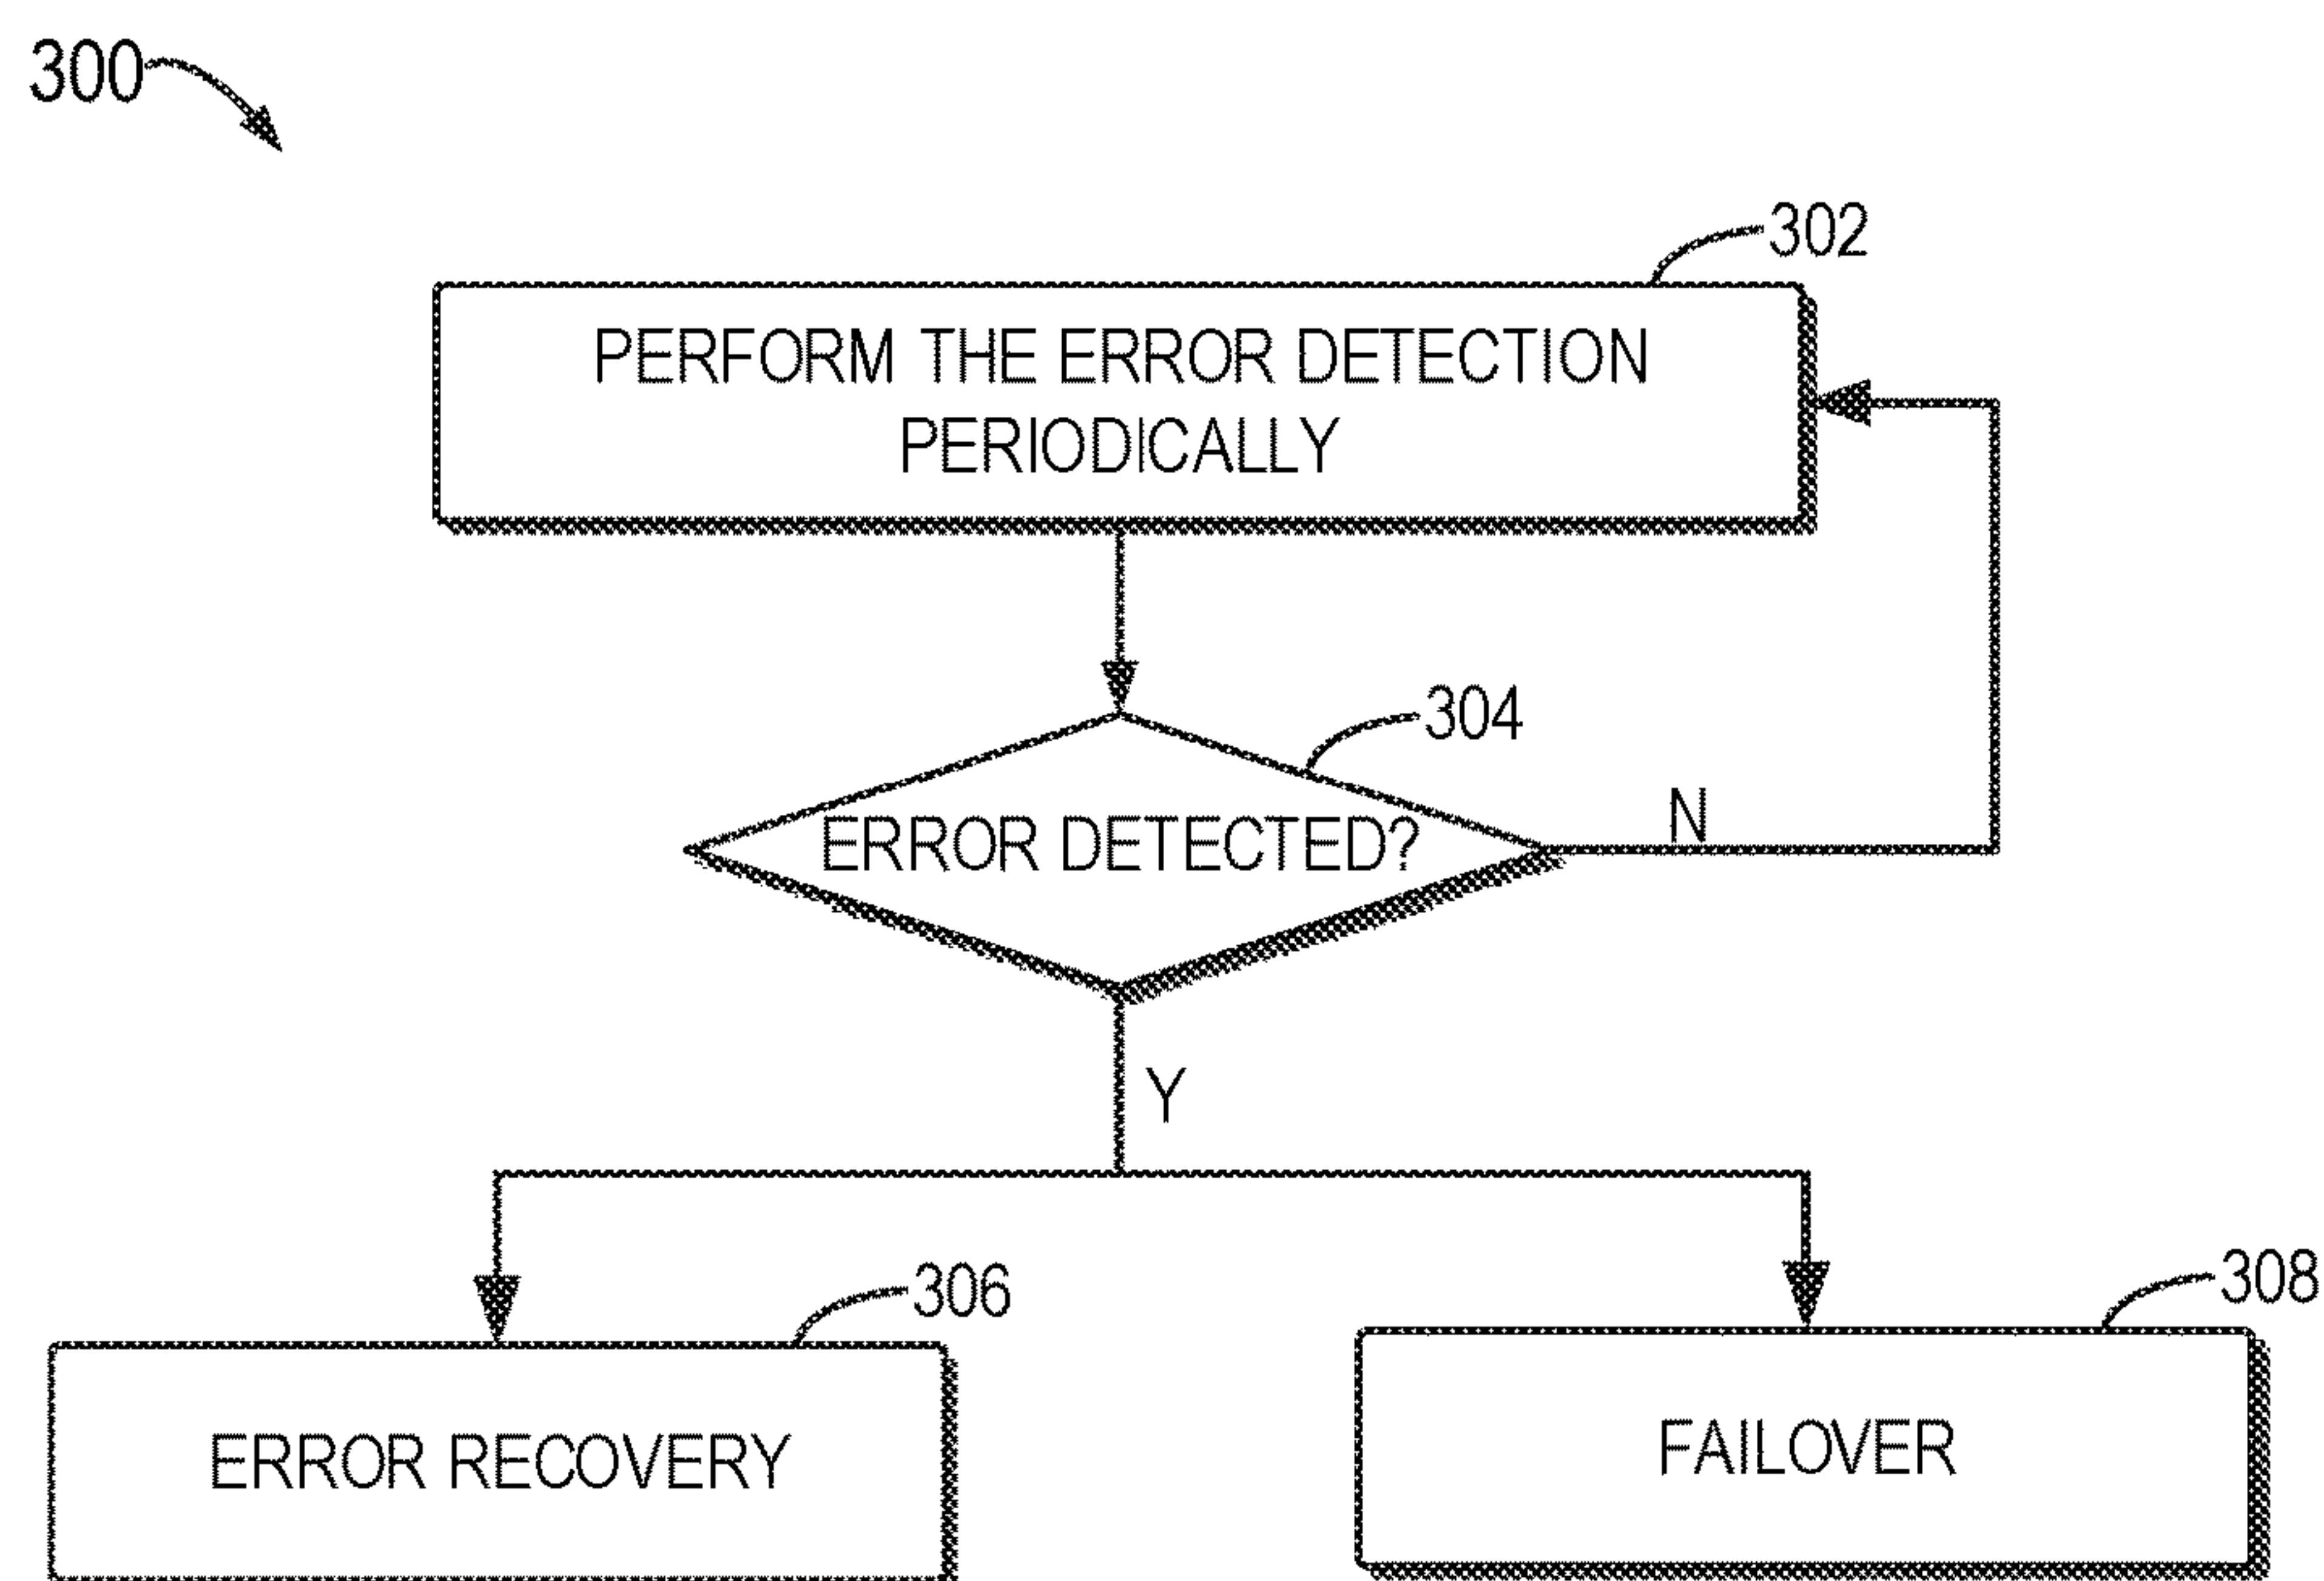 300
302
PERFORM THE ERROR DETECTION
PERIODICALLY
304
ERROR DETECTED?
N
Y
306
308
ERROR RECOVERY
FAILOVER